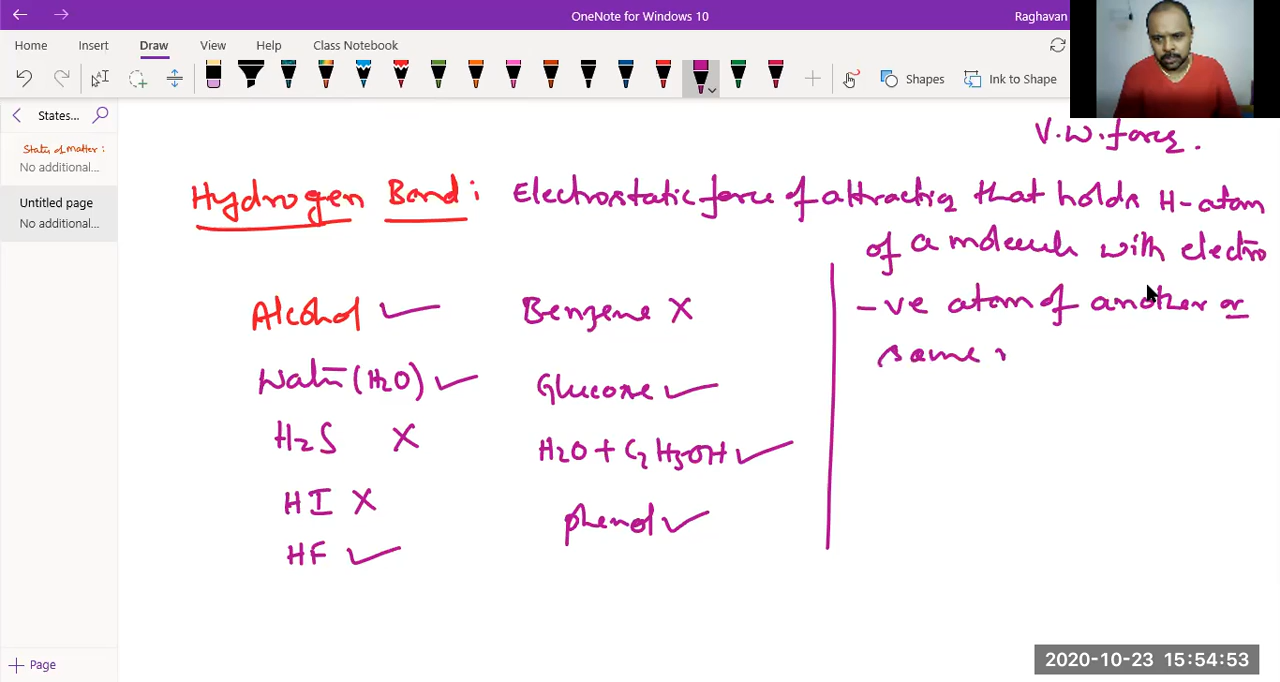 OneNote for Windows 10
Raghavan
Home Insert Draw View Help Class Notebook
Shapes Ink to Shape
States...
States of matter:
No additional...
Untitled page
No additional...
V.W.force.
Hydrogen Bond: Electrostatic force of attraction that holds H-atom
of a molecule with electro
-ve atom of another or
same
Alcohol ✓ Benzene X
Water (H2O) ✓ Glucose ✓
H2S X H2O + C2H5OH ✓
HI X phenol ✓
HF ✓
+ Page
2020-10-23 15:54:53